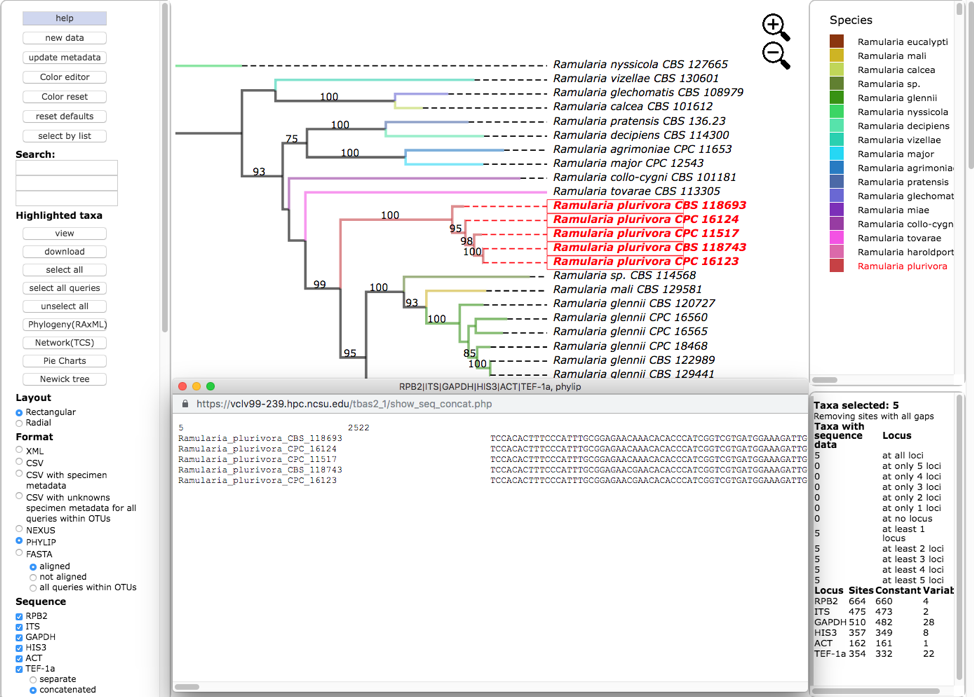 help
new data
update metadata
Color editor
Color reset
reset defaults
select by list
Search:
Highlighted taxa
view
download
select all
select all queries
unselect all
Phylogeny(RAxML)
Network(TCS)
Pie Charts
Newick tree
Layout
Rectangular
Radial
Format
XML
CSV
CSV with specimen
metadata
CSV with unknowns
specimen metadata for all
queries within OTUs
NEXUS
PHYLIP
FASTA
aligned
not aligned
all queries within OTUs
Sequence
RPB2
ITS
GAPDH
HIS3
ACT
TEF-1a
separate
concatenated
Ramularia nyssicola CBS 127665
Ramularia vizellae CBS 130601
100 Ramularia glechomatis CBS 108979
Ramularia calcea CBS 101612
100 Ramularia pratensis CBS 136.23
75 Ramularia decipiens CBS 114300
100 Ramularia agrimoniae CPC 11653
Ramularia major CPC 12543
93 Ramularia collo-cygni CBS 101181
Ramularia tovarae CBS 113305
Ramularia plurivora CBS 118693
100 Ramularia plurivora CPC 16124
95 Ramularia plurivora CPC 11517
98 Ramularia plurivora CBS 118743
100 Ramularia plurivora CPC 16123
Ramularia sp. CBS 114568
99 100 Ramularia mali CBS 129581
93 Ramularia glennii CBS 120727
100 Ramularia glennii CPC 16560
Ramularia glennii CPC 16565
95 85 Ramularia glennii CPC 18468
100 Ramularia glennii CBS 122989
Ramularia glennii CBS 129441
RPB2|ITS|GAPDH|HIS3|ACT|TEF-1a, phylip
https://vclv99-239.hpc.ncsu.edu/tbas2_1/show_seq_concat.php
5 2522
Ramularia_plurivora_CBS_118693 TCCACACTTTCCCATTTGCGGAGAACAAACACACCCATCGGTCGTGATGGAAAGATTG
Ramularia_plurivora_CPC_16124 TCCACACTTTCCCATTTGCGGAGAACAAACACACCCATCGGTCGTGATGGAAAGATTG
Ramularia_plurivora_CPC_11517 TCCACACTTTCCCATTTGCGGAGAACAAACACACCCATCGGTCGTGATGGAAAGATTG
Ramularia_plurivora_CBS_118743 TCCACACTTTCCCATTTGCGGAGAACGAACACACCCATCGGTCGTGATGGAAAGATTG
Ramularia_plurivora_CPC_16123 TCCACACTTTCCCATTTGCGGAGAACAAACACACCCATCGGTCGTGATGGAAAGATTG
Species
Ramularia eucalypti
Ramularia mali
Ramularia calcea
Ramularia sp.
Ramularia glennii
Ramularia nyssicola
Ramularia decipiens
Ramularia vizellae
Ramularia major
Ramularia agrimonia
Ramularia pratensis
Ramularia glechomat
Ramularia miae
Ramularia collo-cygn
Ramularia tovarae
Ramularia haroldport
Ramularia plurivora
Taxa selected: 5
Removing sites with all gaps
Taxa with
sequence Locus
data
5 at all loci
0 at only 5 loci
0 at only 4 loci
0 at only 3 loci
0 at only 2 loci
0 at only 1 loci
0 at no locus
5 at least 1
locus
5 at least 2 loci
5 at least 3 loci
5 at least 4 loci
5 at least 5 loci
Locus Sites Constant Variab
RPB2 664 660 4
ITS 475 473 2
GAPDH 510 482 28
HIS3 357 349 8
ACT 162 161 1
TEF-1a 354 332 22